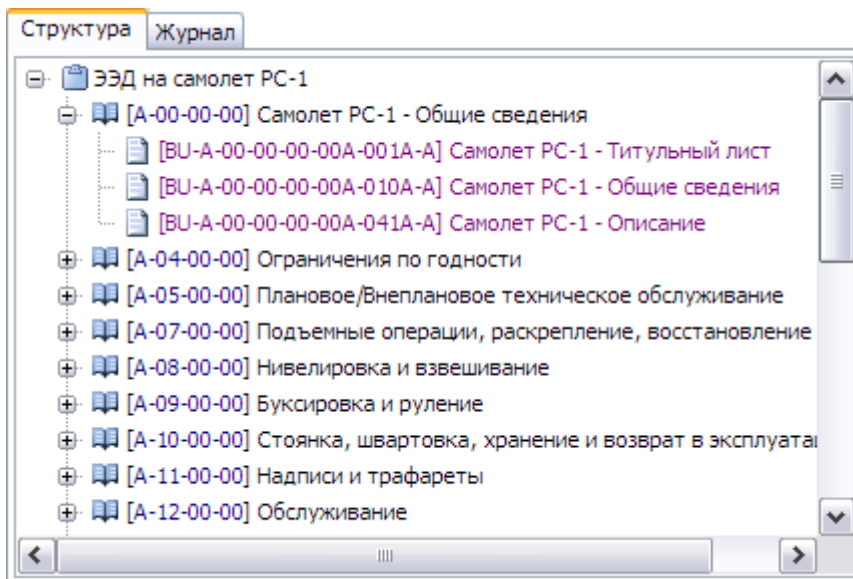 Структура Журнал
ЭЭД на самолет РС-1
[A-00-00-00] Самолет РС-1 - Общие сведения
[BU-A-00-00-00-00A-001A-A] Самолет РС-1 - Титульный лист
[BU-A-00-00-00-00A-010A-A] Самолет РС-1 - Общие сведения
[BU-A-00-00-00-00A-041A-A] Самолет РС-1 - Описание
[A-04-00-00] Ограничения по годности
[A-05-00-00] Плановое/Внеплановое техническое обслуживание
[A-07-00-00] Подъемные операции, раскрепление, восстановление
[A-08-00-00] Нивелировка и взвешивание
[A-09-00-00] Буксировка и руление
[A-10-00-00] Стоянка, швартовка, хранение и возврат в эксплуата
[A-11-00-00] Надписи и трафареты
[A-12-00-00] Обслуживание